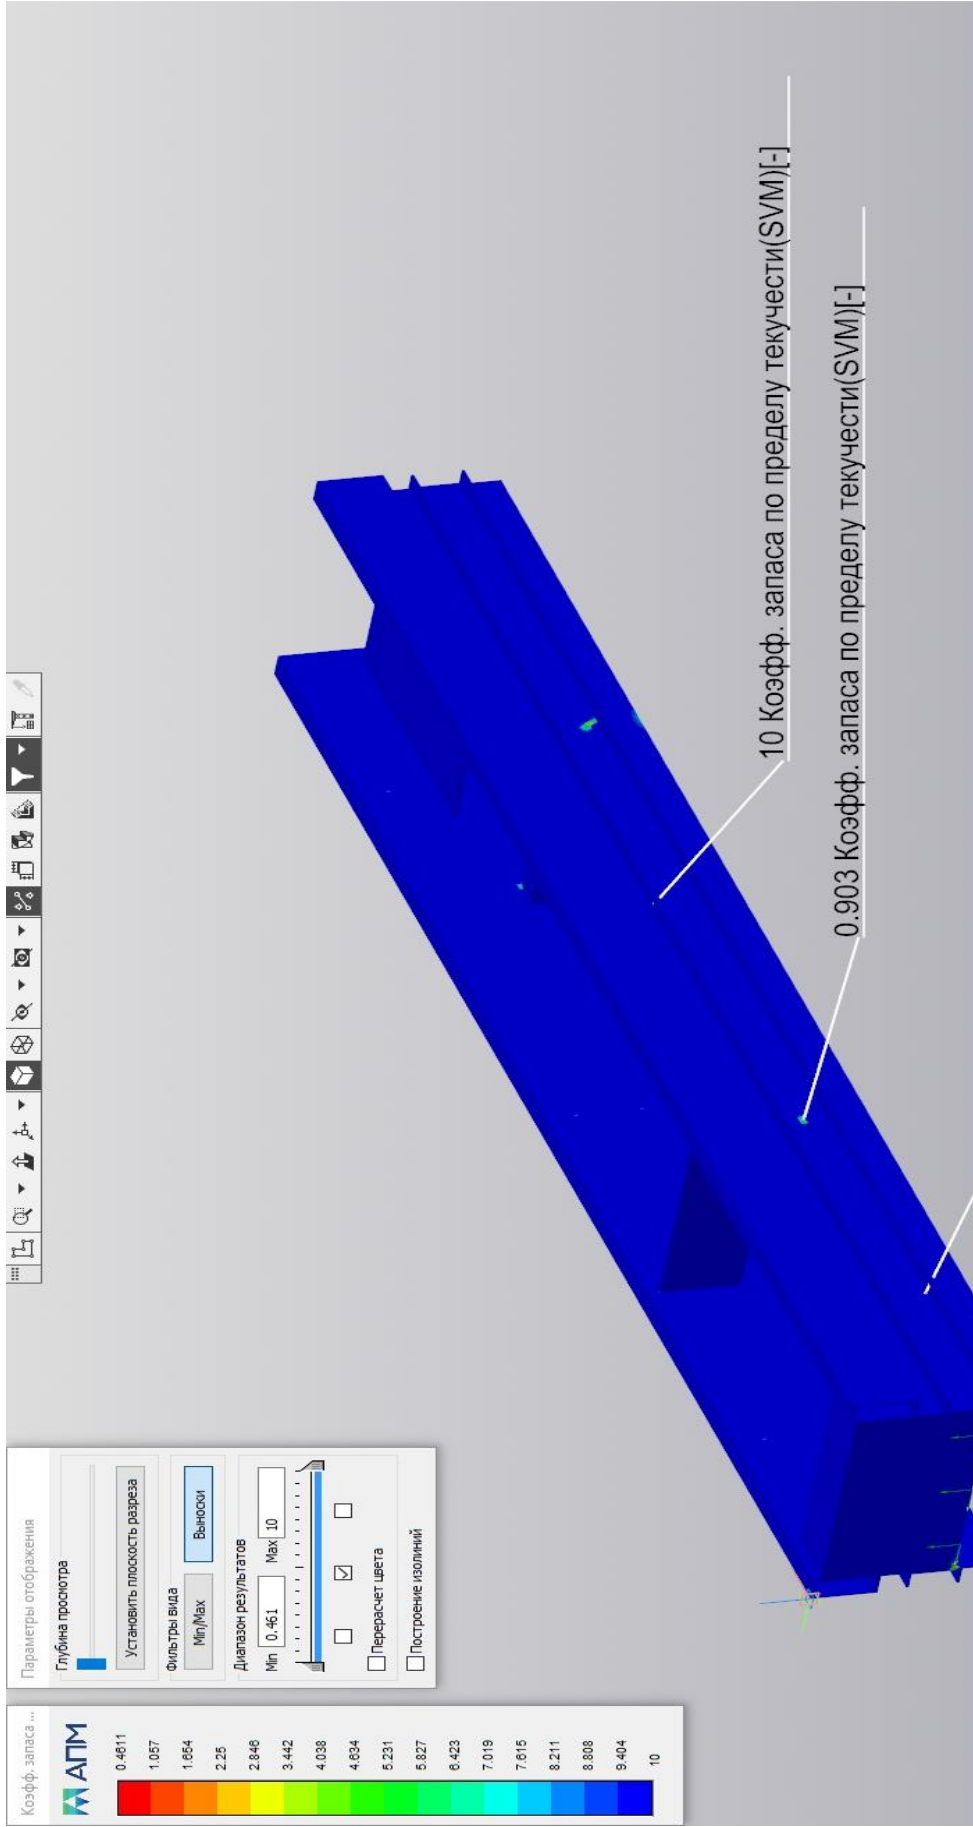 Коэфф. запаса ...
АПМ
0.4611
1.057
1.654
2.25
2.846
3.442
4.038
4.634
5.231
5.827
6.423
7.019
7.615
8.211
8.808
9.404
10
Параметры отображения
Глубина просмотра
Установить плоскость разреза
Фильтры вида
Min/Max
Выноски
Диапазон результатов
Min 0.461 Max 10
Перерасчет цвета
Построение изолиний
10 Коэфф. запаса по пределу текучести(SVM)[-]
0.903 Коэфф. запаса по пределу текучести(SVM)[-]